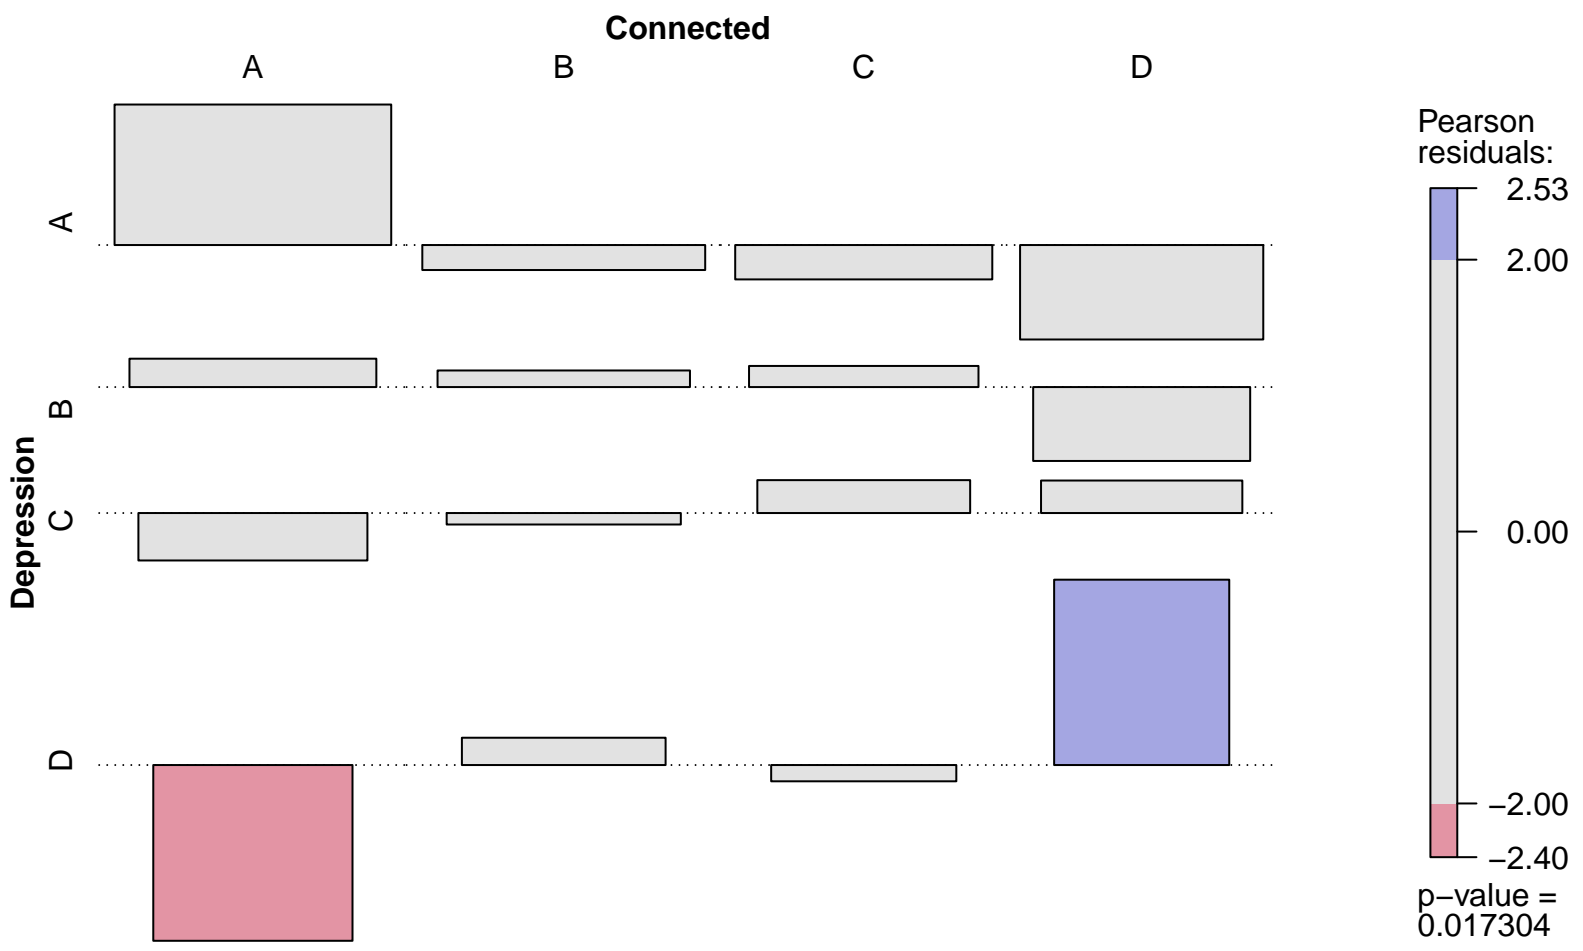 Connected
A B C D
A
B
C
D
Depression
Pearson
residuals:
2.53
2.00
0.00
−2.00
−2.40
p−value =
0.017304